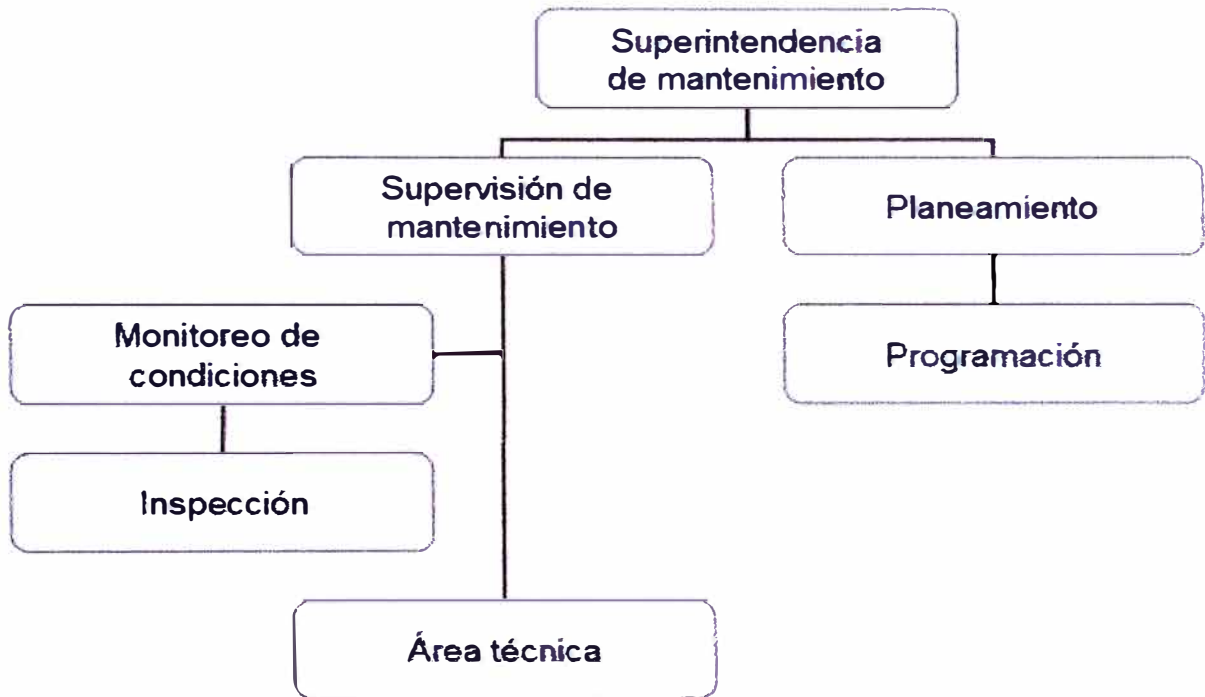 Superintendencia
de mantenimiento
Supervisión de
mantenimiento
Planeamiento
Monitoreo de
condiciones
Programación
Inspección
Área técnica